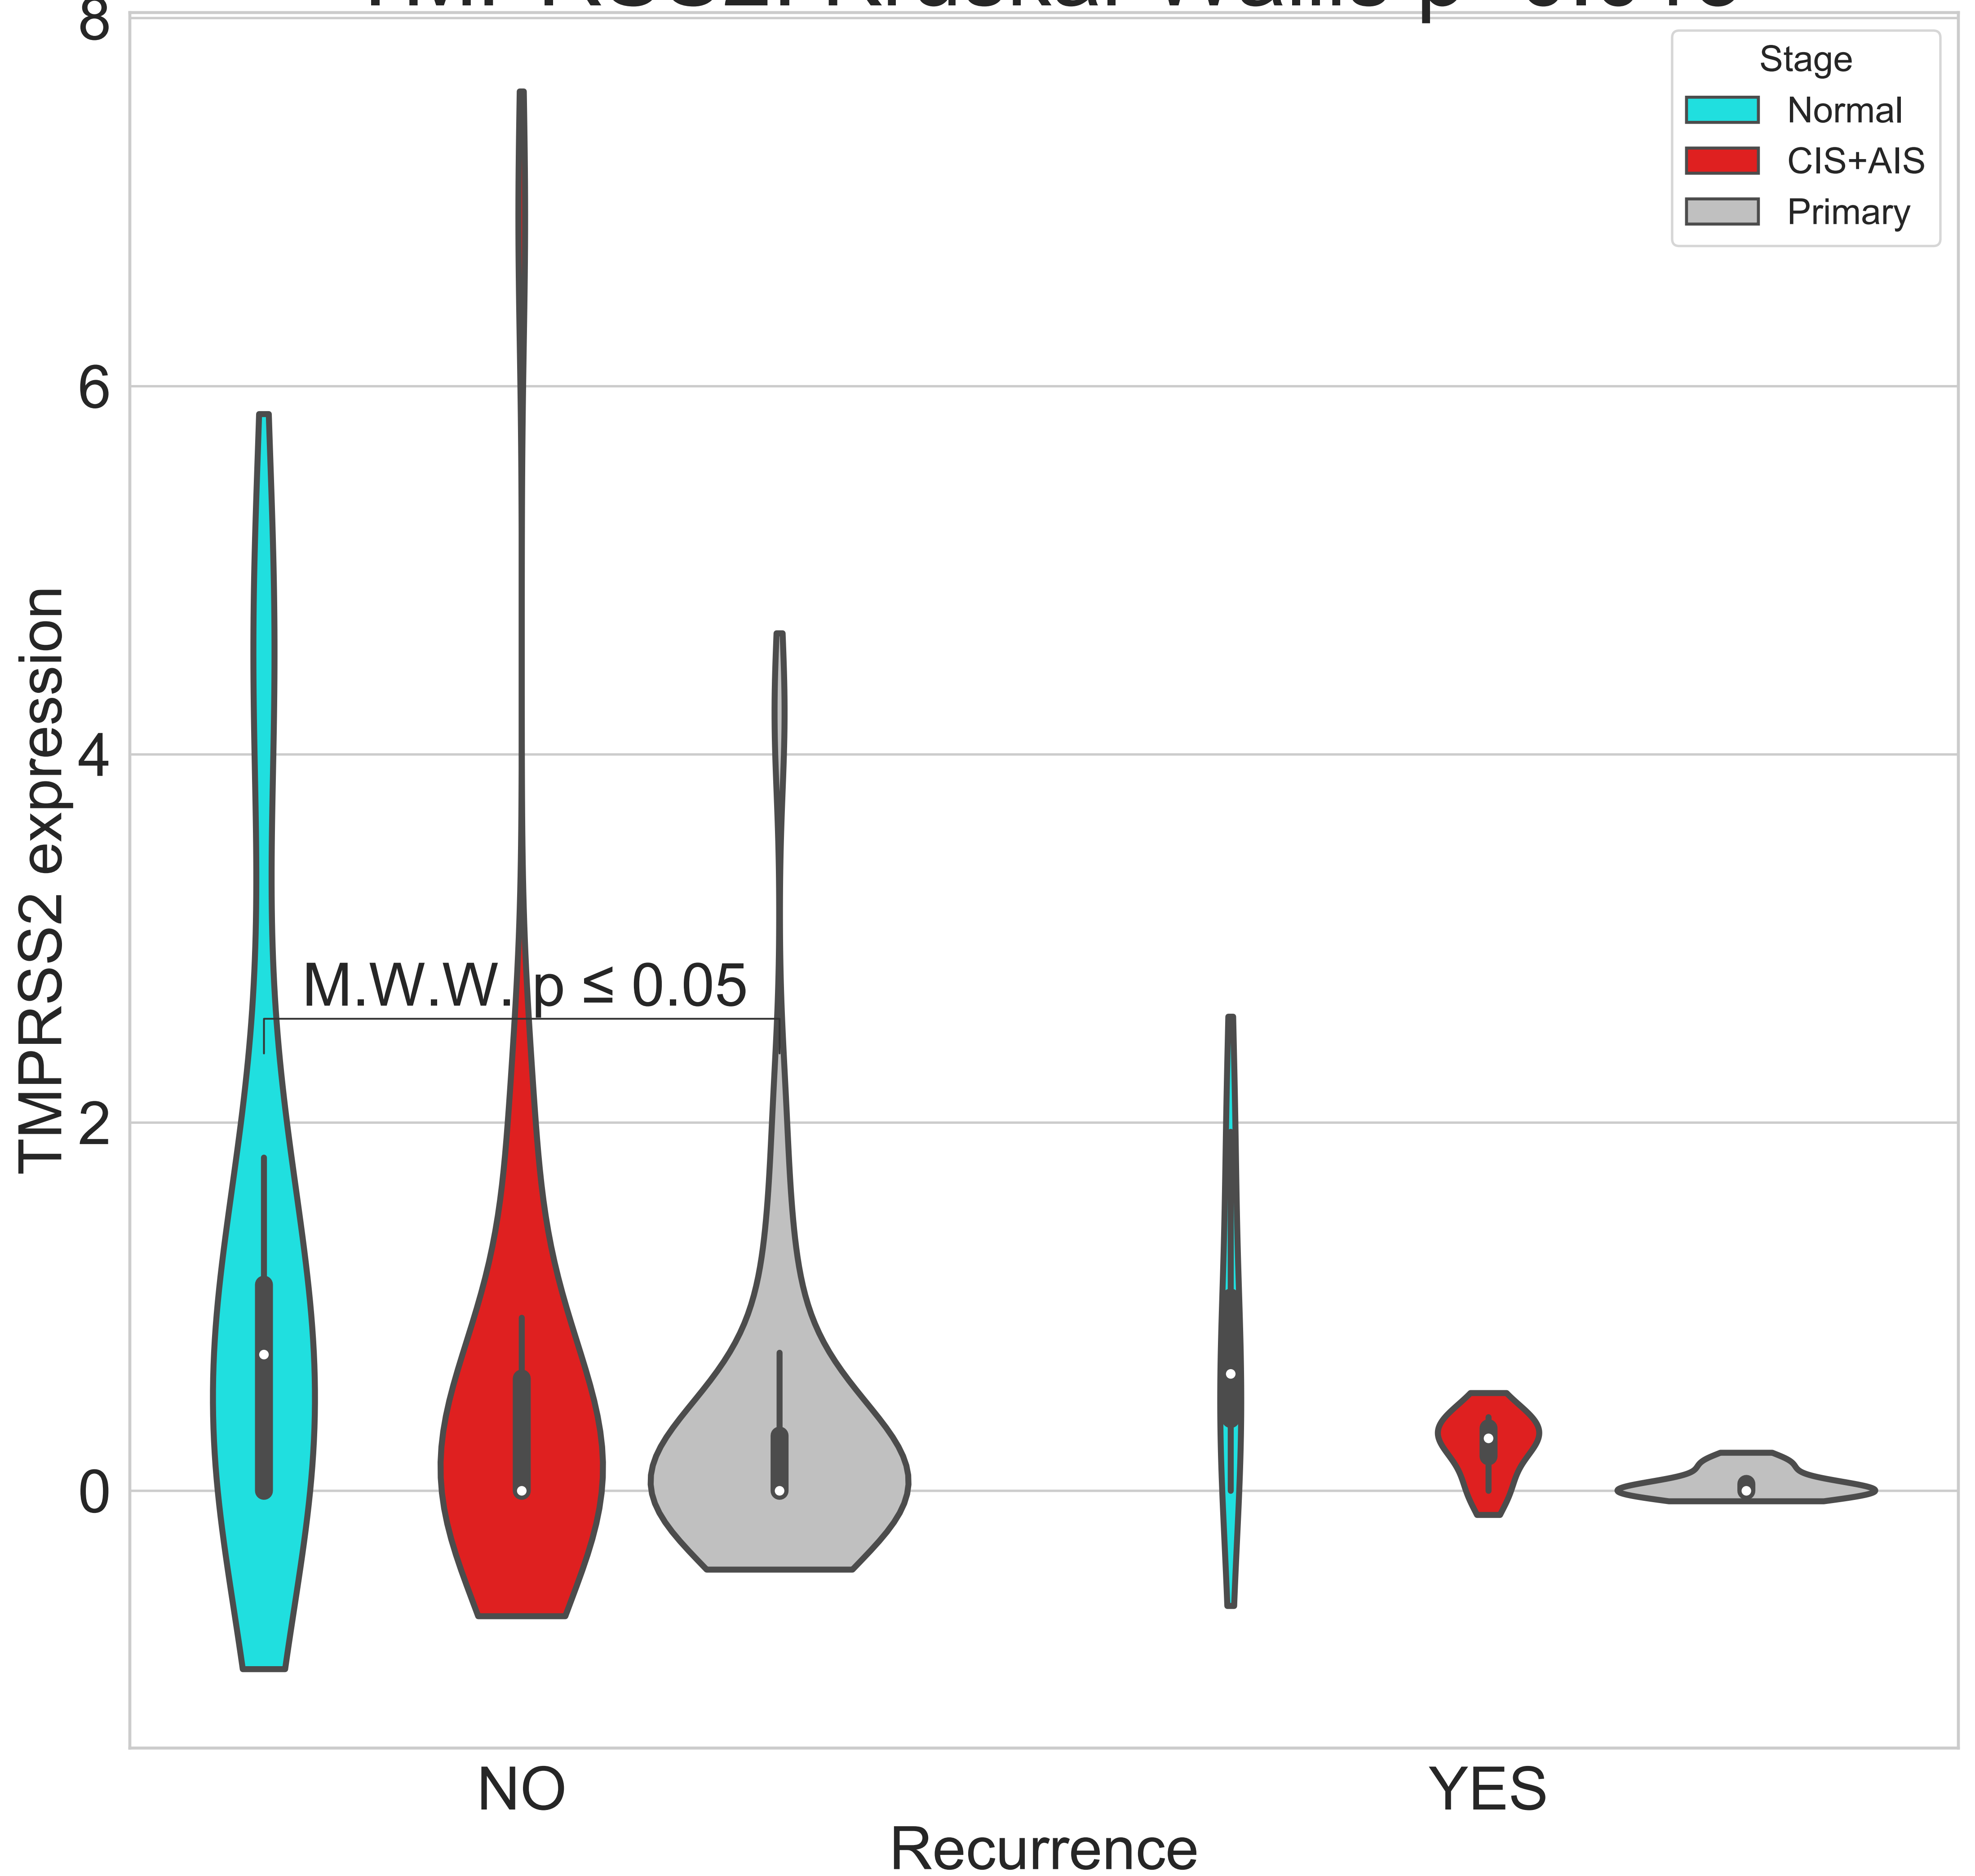 8
6
4
2
0
TMPRSS2 expression
Stage
Normal
CIS+AIS
Primary
M.W.W. p ≤ 0.05
NO
YES
Recurrence